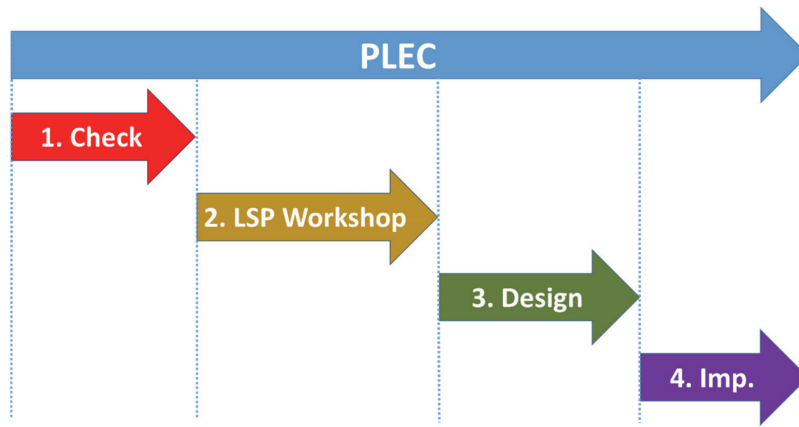 PLEC
1. Check
2. LSP Workshop
3. Design
4. Imp.